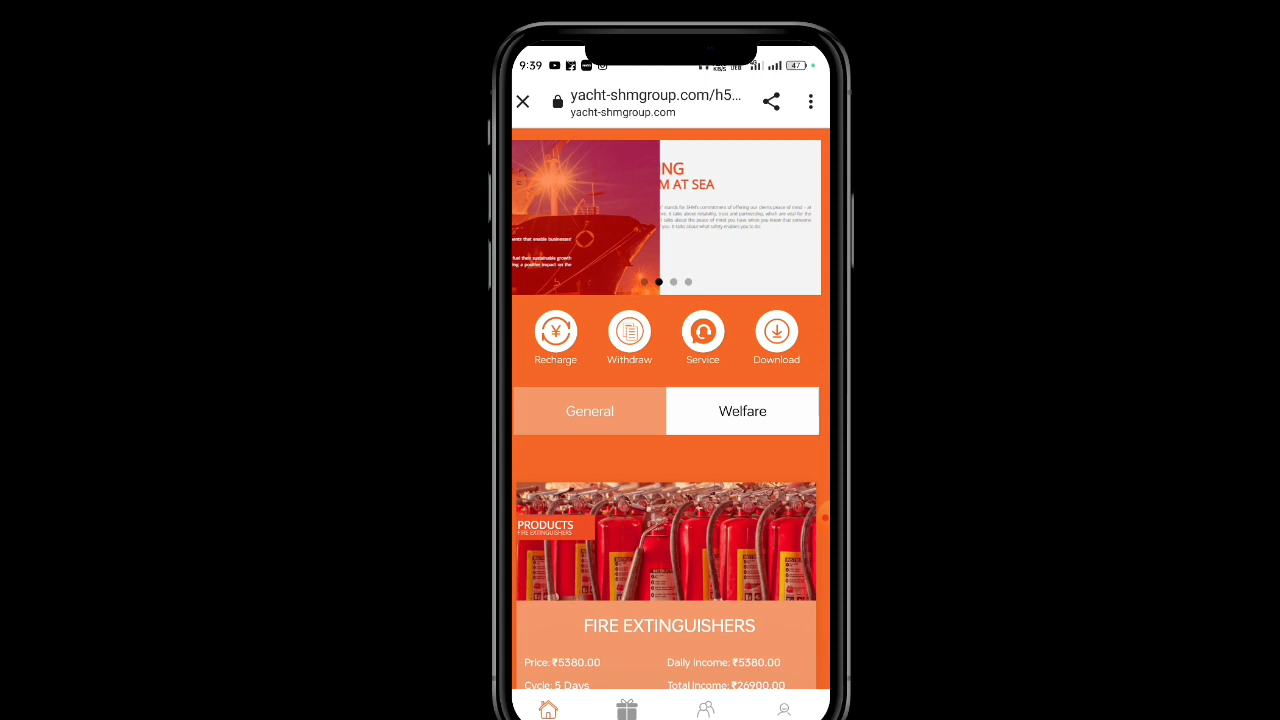 9:39
47
yacht-shmgroup.com/h5...
yacht-shmgroup.com
NG
M AT SEA
Recharge
Withdraw
Service
Download
General
Welfare
PRODUCTS
FIRE EXTINGUISHERS
FIRE EXTINGUISHERS
Price: ₹5380.00
Daily Income: ₹5380.00
Cycle: 5 Days
Total Income: ₹26900.00